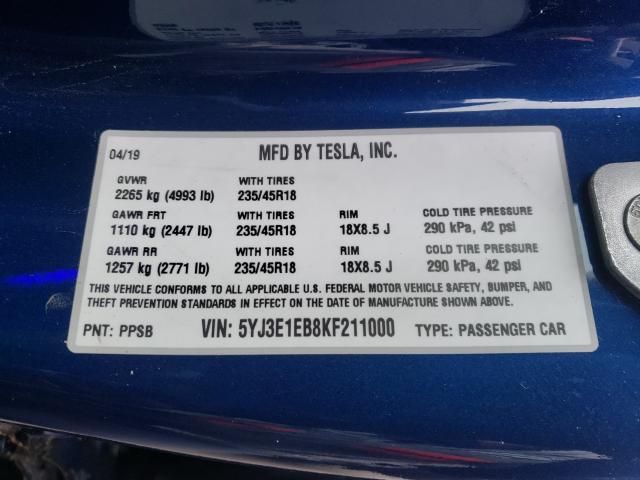 04/19 MFD BY TESLA, INC.
GVWR WITH TIRES
2265 kg (4993 lb) 235/45R18
GAWR FRT WITH TIRES RIM COLD TIRE PRESSURE
1110 kg (2447 lb) 235/45R18 18X8.5 J 290 kPa, 42 psi
GAWR RR WITH TIRES RIM COLD TIRE PRESSURE
1257 kg (2771 lb) 235/45R18 18X8.5 J 290 kPa, 42 psi
THIS VEHICLE CONFORMS TO ALL APPLICABLE U.S. FEDERAL MOTOR VEHICLE SAFETY, BUMPER, AND
THEFT PREVENTION STANDARDS IN EFFECT ON THE DATE OF MANUFACTURE SHOWN ABOVE.
PNT: PPSB VIN: 5YJ3E1EB8KF211000 TYPE: PASSENGER CAR